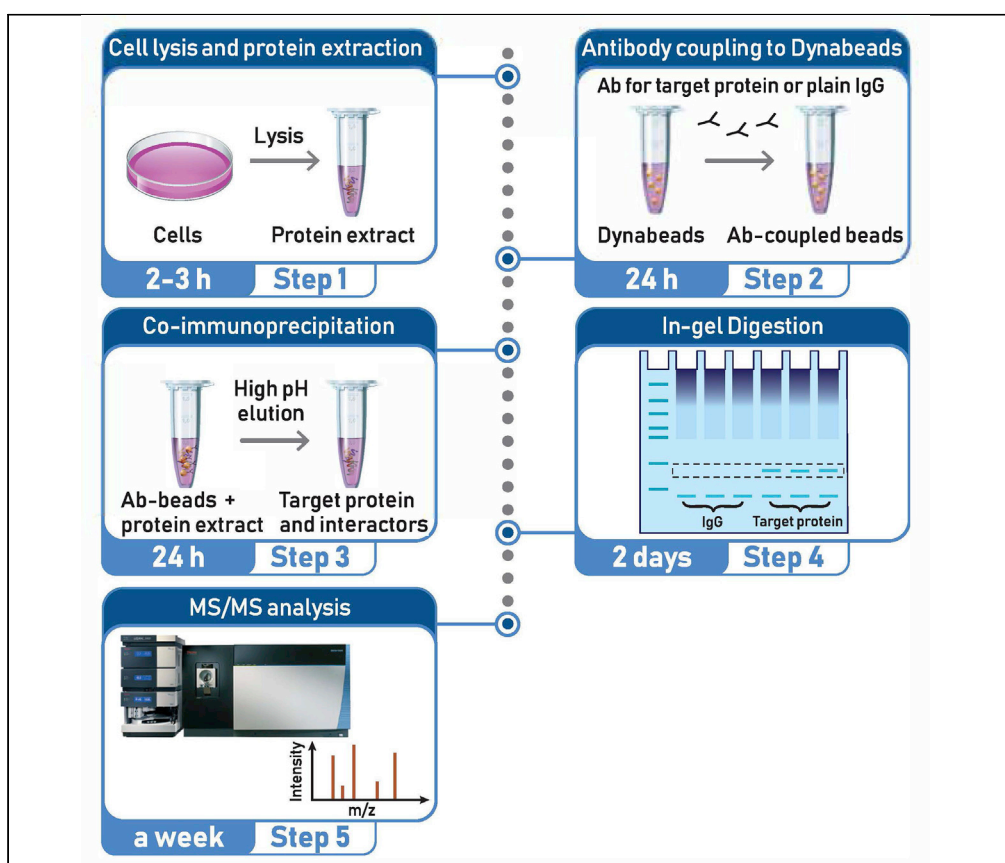 Cell lysis and protein extraction
Lysis
Cells
Protein extract
2-3 h
Step 1
Antibody coupling to Dynabeads
Ab for target protein or plain IgG
Dynabeads
Ab-coupled beads
24 h
Step 2
Co-immunoprecipitation
High pH
elution
Ab-beads +
protein extract
Target protein
and interactors
24 h
Step 3
In-gel Digestion
IgG
Target protein
2 days
Step 4
MS/MS analysis
Intensity
m/z
a week
Step 5